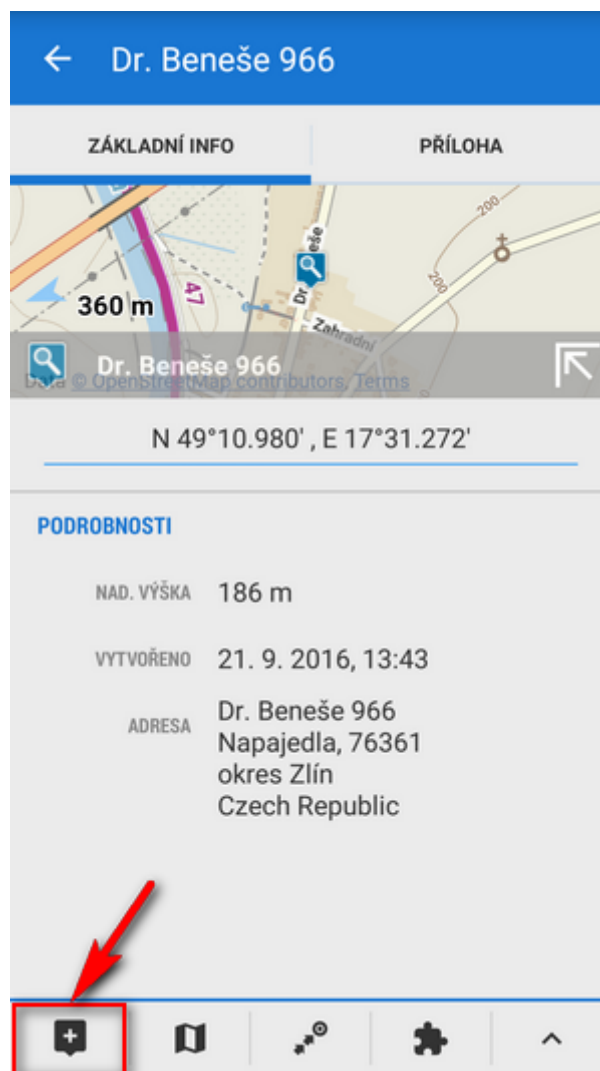 Dr. Beneše 966
ZÁKLADNÍ INFO
PŘÍLOHA
200
Dr. Beneše
A7
200
360 m
Zahradní
Dr. Beneše 966
Data © OpenStreetMap contributors, Terms
N 49°10.980' , E 17°31.272'
PODROBNOSTI
NAD. VÝŠKA 186 m
VYTVOŘENO 21. 9. 2016, 13:43
ADRESA Dr. Beneše 966
Napajedla, 76361
okres Zlín
Czech Republic